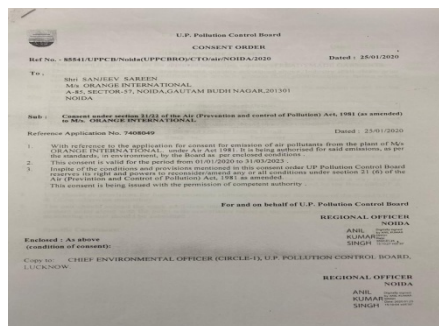 U.P. Pollution Control Board
CONSENT ORDER
Ref No. - 85841/UPPCB/Noida(UPPCBRO)/CTO/air/NOIDA/2020 Dated : 25/01/2020
To ,
Shri SANJEEV SAREEN
M/s ORANGE INTERNATIONAL
A-85, SECTOR-57, NOIDA,GAUTAM BUDH NAGAR,201301
NOIDA
Sub : Consent under section 21/22 of the Air (Prevention and control of Pollution) Act, 1981 (as amended)
to M/s. ORANGE INTERNATIONAL
Reference Application No. 7408049 Dated : 25/01/2020
1. With reference to the application for consent for emission of air pollutants from the plant of M/s
ORANGE INTERNATIONAL. under Air Act 1981. It is being authorised for said emissions, as per
the standards, in environment, by the Board as per enclosed conditions .
2. This consent is valid for the period from 01/01/2020 to 31/03/2023 .
3. Inspite of the conditions and provisions mentioned in this consent order UP Pollution Control Board
reserves its right and powers to reconsider/amend any or all conditions under section 21 (6) of the
Air (Prevention and Control of Pollution) Act, 1981 as amended.
This consent is being issued with the permission of competent authority .
For and on behalf of U.P. Pollution Control Board
REGIONAL OFFICER
NOIDA
ANIL
KUMAR
SINGH
Enclosed : As above
(condition of consent):
Copy to: CHIEF ENVIRONMENTAL OFFICER (CIRCLE-1), U.P. POLLUTION CONTROL BOARD,
LUCKNOW.
REGIONAL OFFICER
NOIDA
ANIL
KUMAR
SINGH